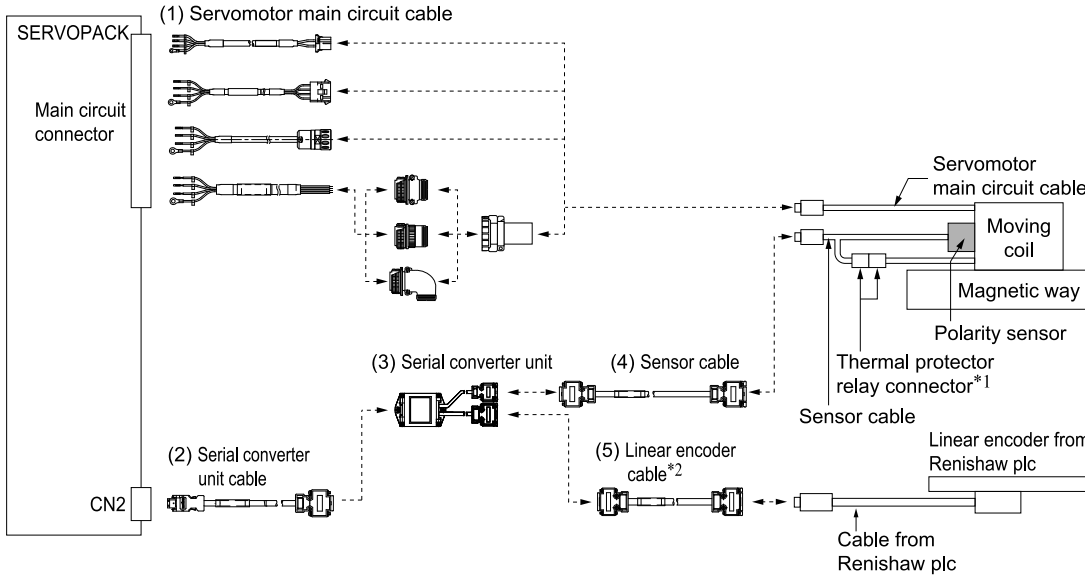 (1) Servomotor main circuit cable
SERVOPACK
Main circuit
connector
Servomotor
main circuit cable
Moving
coil
Magnetic way
Polarity sensor
Thermal protector
relay connector*1
Sensor cable
(3) Serial converter unit
(4) Sensor cable
(2) Serial converter
unit cable
(5) Linear encoder
cable*2
Linear encoder from
Renishaw plc
CN2
Cable from
Renishaw plc